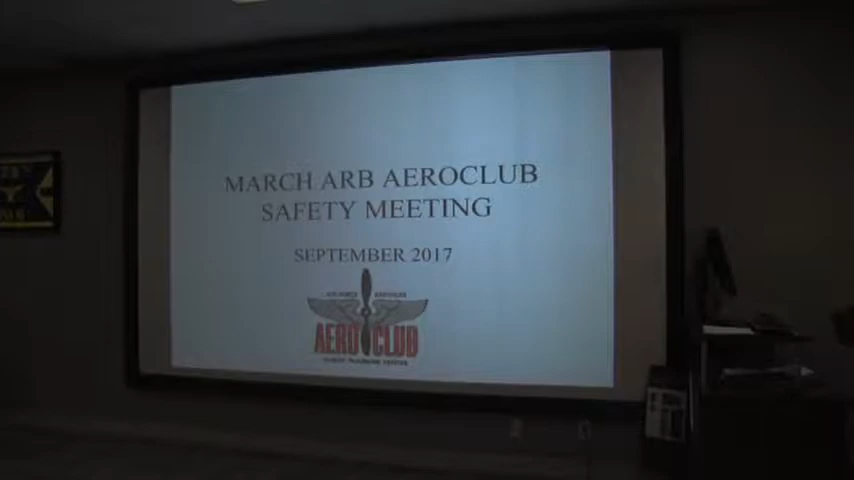 MARCH ARB AEROCLUB
SAFETY MEETING
SEPTEMBER 2017
AERO CLUB